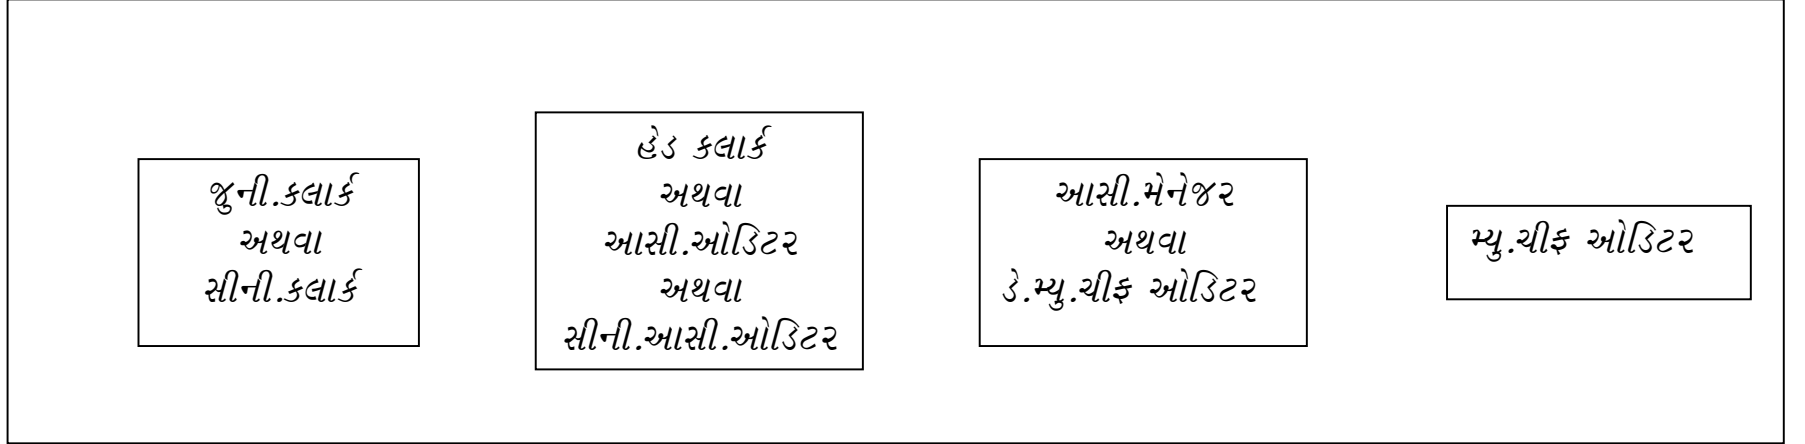 જુની.કલાર્ક
અથવા
સીની.કલાર્ક
હેડ કલાર્ક
અથવા
આસી.ઓડિટર
અથવા
સીની.આસી.ઓડિટર
આસી.મેનેજર
અથવા
ડે.મ્યુ.ચીફ ઓડિટર
મ્યુ.ચીફ ઓડિટર